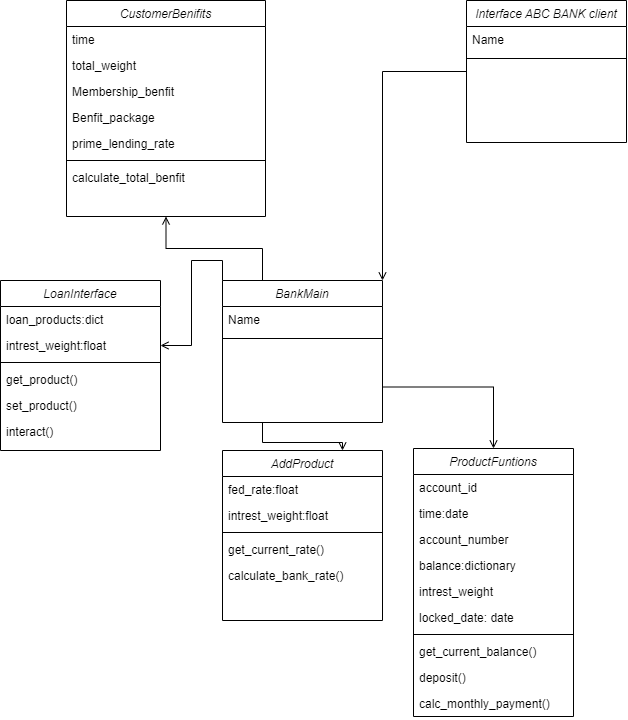 CustomerBenifits
time
total_weight
Membership_benfit
Benfit_package
prime_lending_rate
calculate_total_benfit
Interface ABC BANK client
Name
LoanInterface
loan_products:dict
intrest_weight:float
get_product()
set_product()
interact()
BankMain
Name
AddProduct
fed_rate:float
intrest_weight:float
get_current_rate()
calculate_bank_rate()
ProductFuntions
account_id
time:date
account_number
balance:dictionary
intrest_weight
locked_date: date
get_current_balance()
deposit()
calc_monthly_payment()